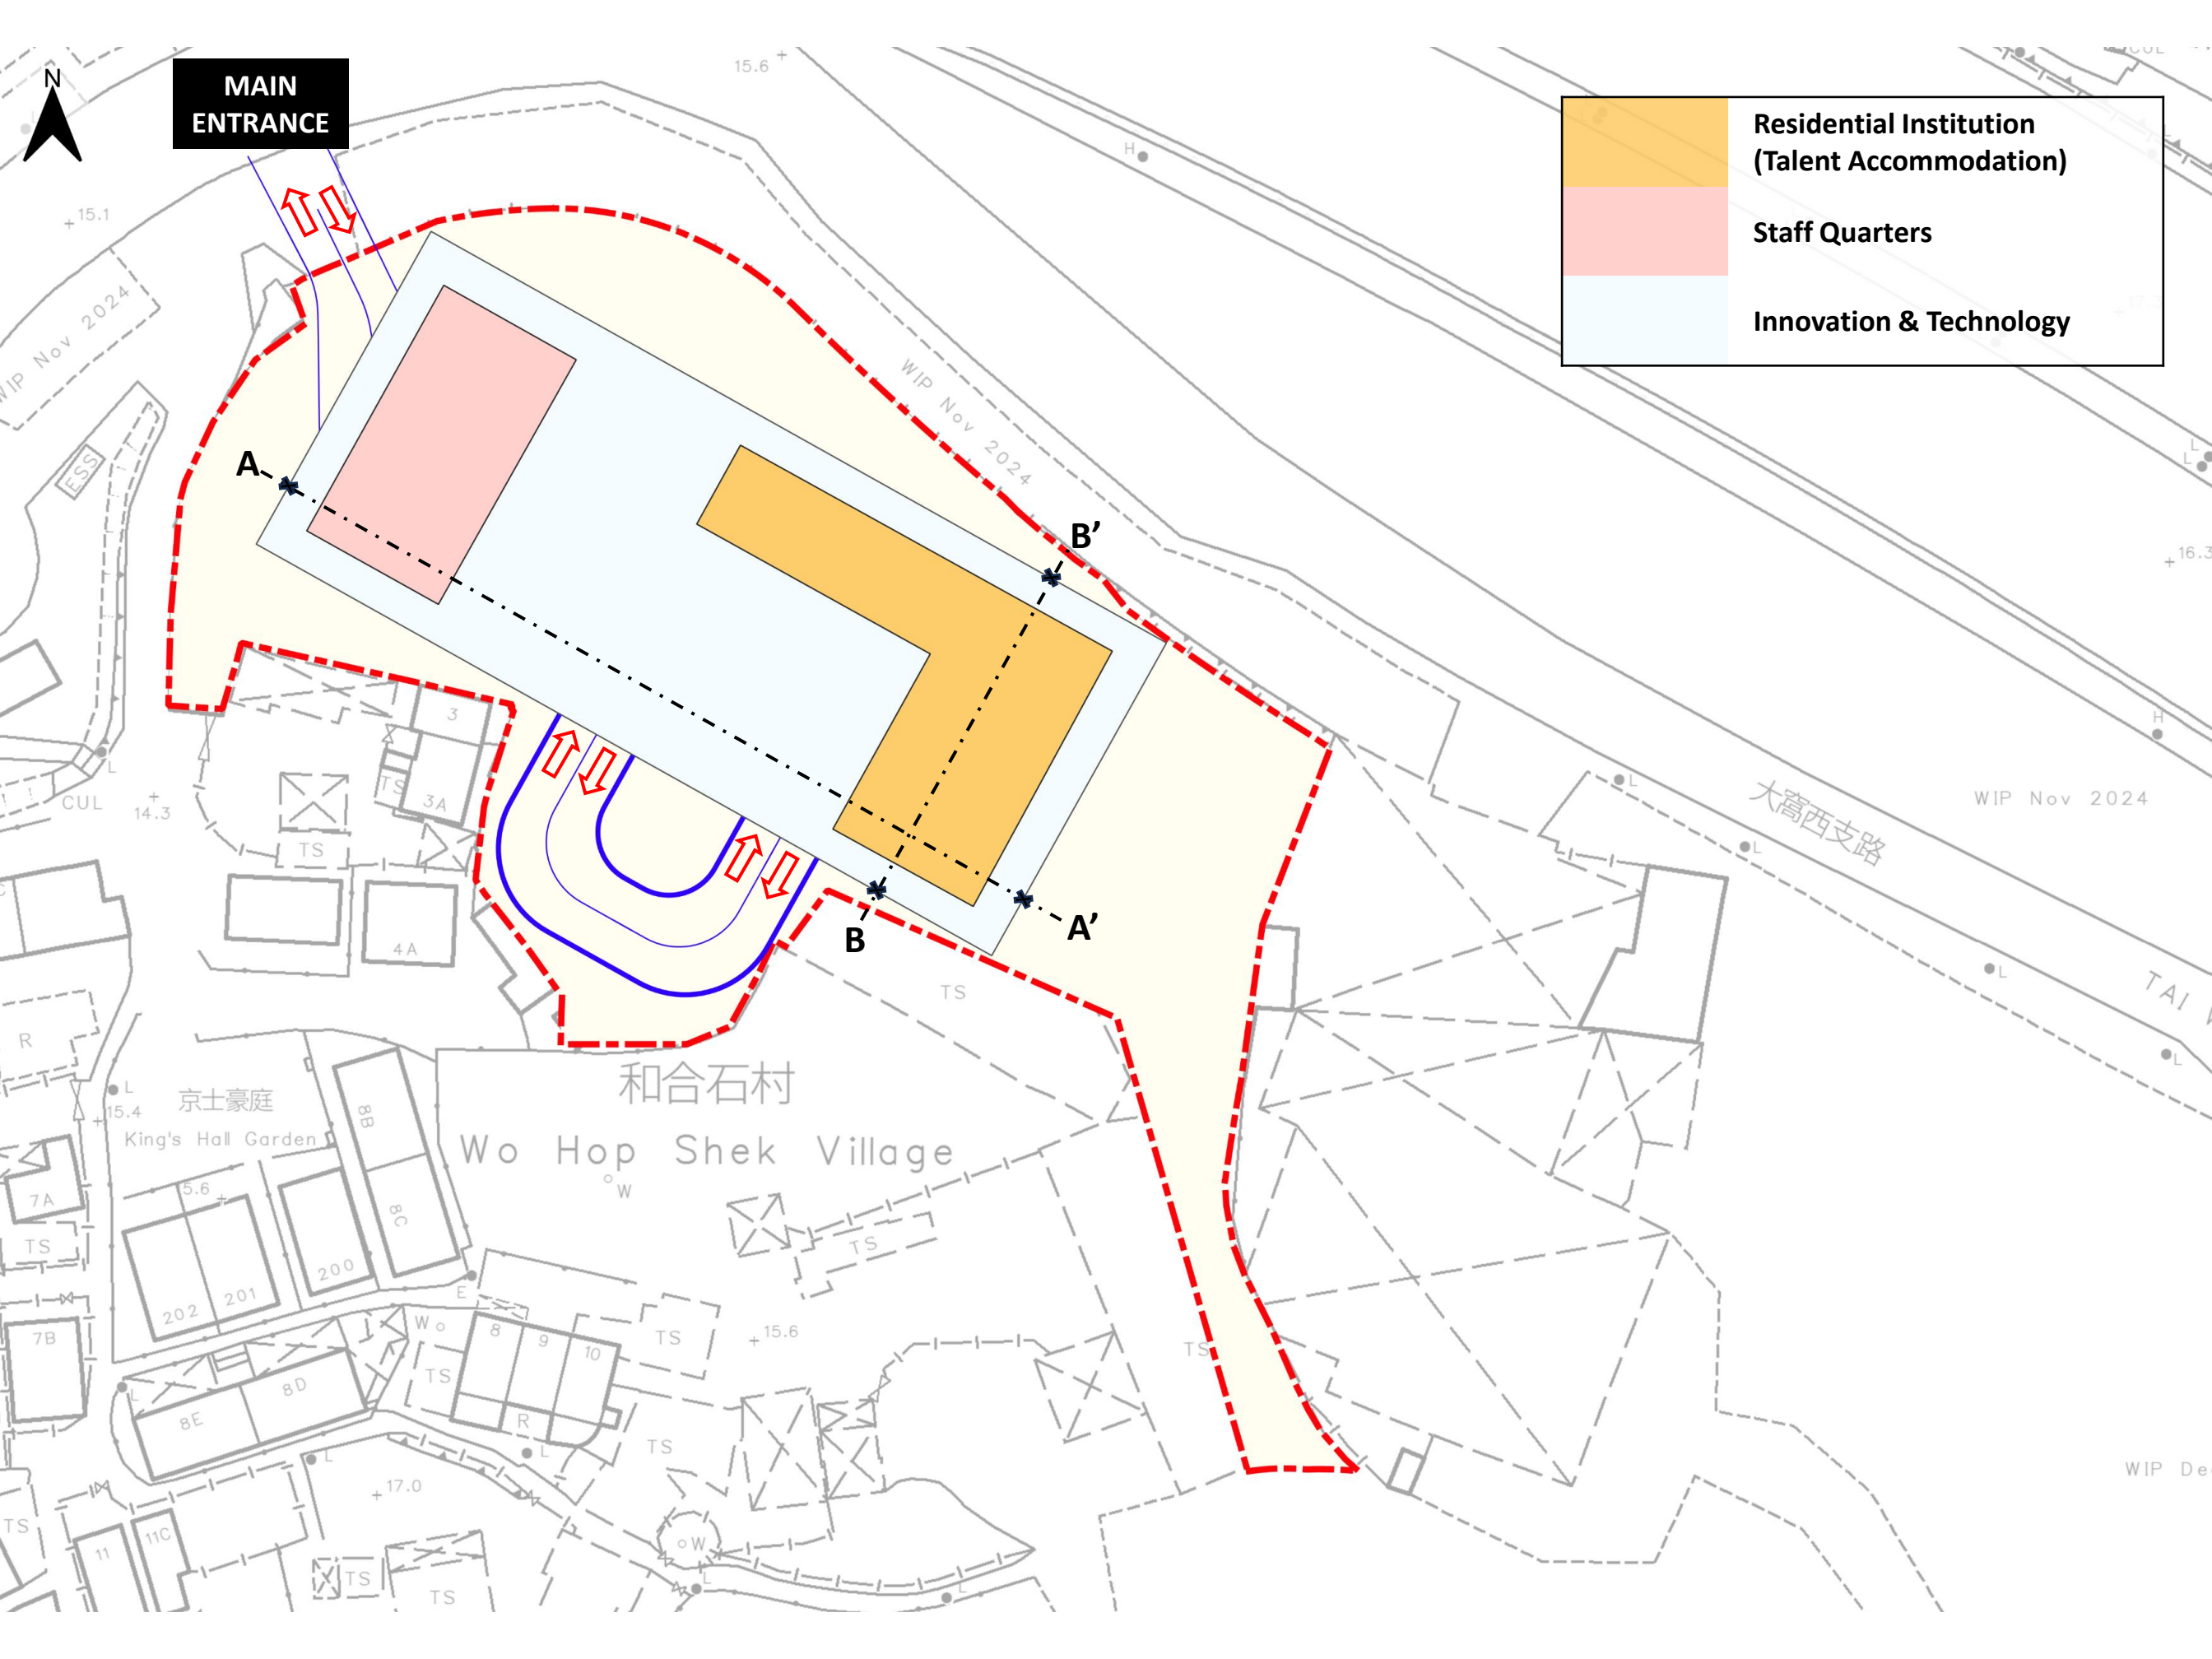 N
MAIN
ENTRANCE
15.6
H
Residential Institution
(Talent Accommodation)
Staff Quarters
Innovation & Technology
15.1
WIP Nov 2024
WIP Nov 2024
ESS
A
B'
16.3
H
L
L
L
3
TS
3A
CUL
14.3
TS
4A
L
大窩西支路
WIP Nov 2024
L
L
B
A'
TS
L
TAI
L
R
和合石村
京士豪庭
King's Hall Garden
8B
8C
L
15.4
Wo Hop Shek Village
W
7A
5.6
TS
TS
200
201
202
E
7B
W
8
9
10
TS
15.6
TS
TS
L
8D
8E
R
L
TS
L
17.0
WIP De
TS
11
11C
W
TS
TS
L
L